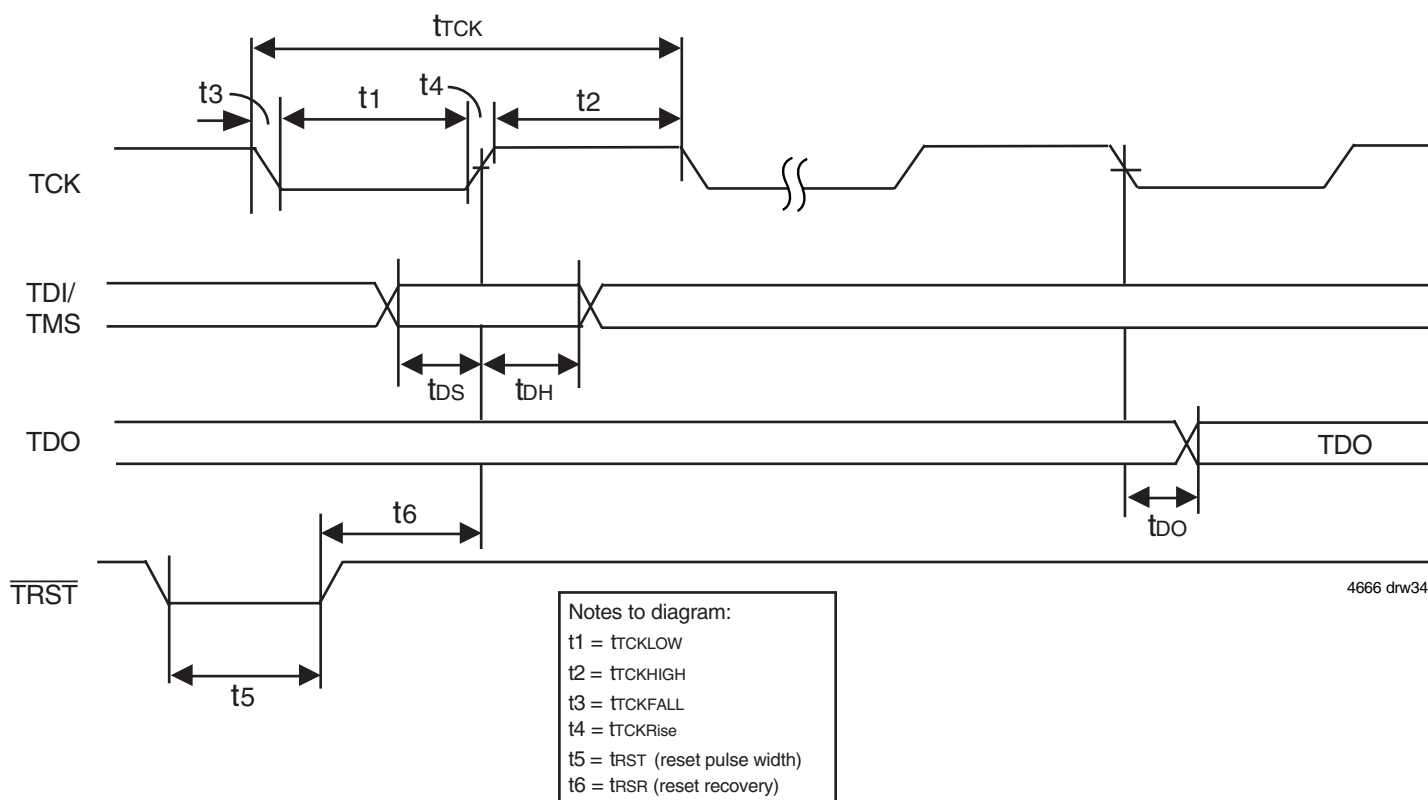 tTCK
t3
t1
t4
t2
TCK
TDI/
TMS
tDS
tDH
TDO
TDO
tDO
t6
TRST
4666 drw34
t5
Notes to diagram:
t1 = tTCKLOW
t2 = tTCKHIGH
t3 = tTCKFALL
t4 = tTCKRise
t5 = tRST (reset pulse width)
t6 = tRSR (reset recovery)